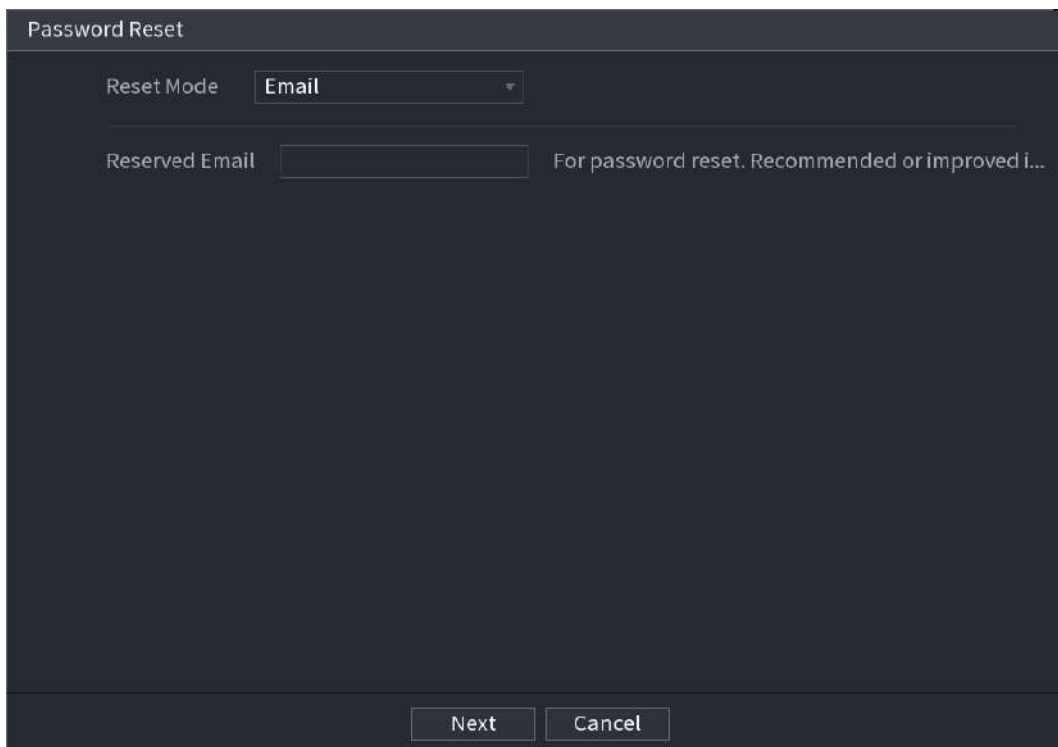 Password Reset
Reset Mode Email
Reserved Email For password reset. Recommended or improved i...
Next Cancel